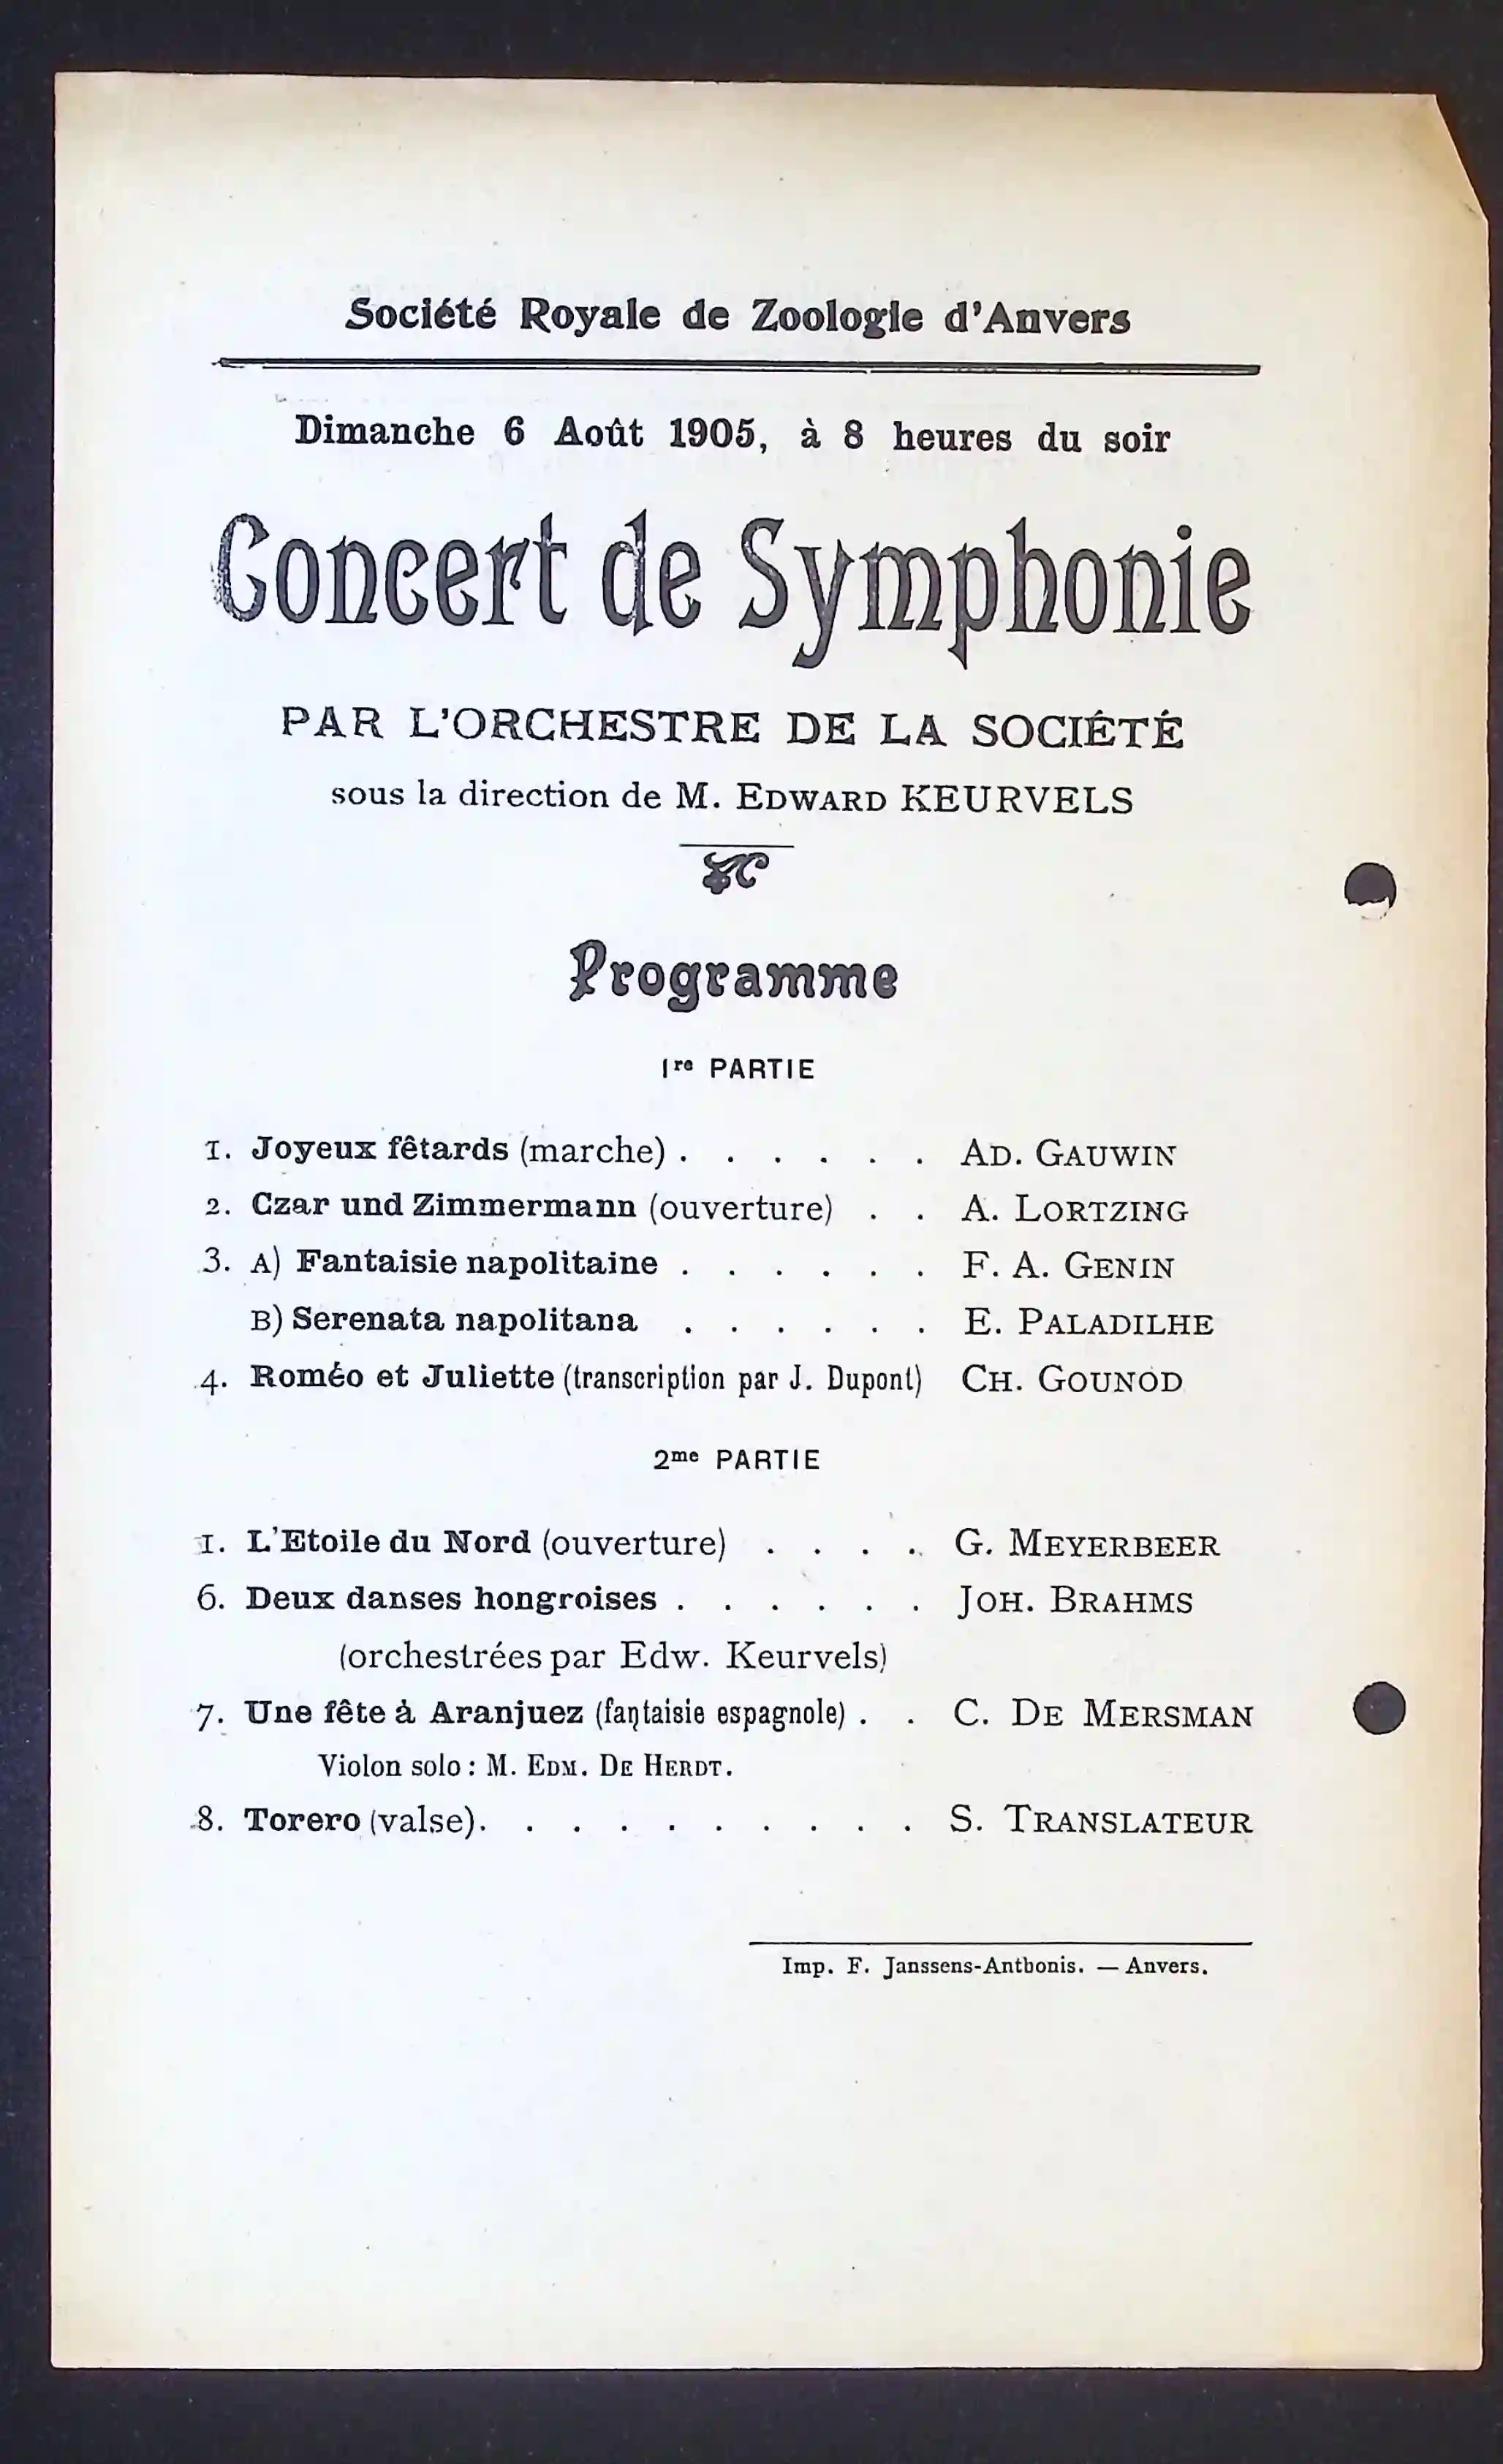 Société Royale de Zoologie d'Anvers
Dimanche 6 Août 1905, à 8 heures du soir
Concert de Symphonie
PAR L'ORCHESTRE DE LA SOCIÉTÉ
sous la direction de M. EDWARD KEURVELS
Programme
1re PARTIE
1. Joyeux fêtards (marche) . . . . . . AD. GAUWIN
2. Czar und Zimmermann (ouverture) . . A. LORTZING
3. A) Fantaisie napolitaine . . . . . . F. A. GENIN
B) Serenata napolitana . . . . . . E. PALADILHE
4. Roméo et Juliette (transcription par J. Dupont) CH. GOUNOD
2me PARTIE
1. L'Etoile du Nord (ouverture) . . . . G. MEYERBEER
6. Deux danses hongroises . . . . . . JOH. BRAHMS
(orchestrées par Edw. Keurvels)
7. Une fête à Aranjuez (fantaisie espagnole) . . C. DE MERSMAN
Violon solo : M. EDM. DE HERDT.
8. Torero (valse). . . . . . . . . . S. TRANSLATEUR
Imp. F. Janssens-Anthonis. — Anvers.